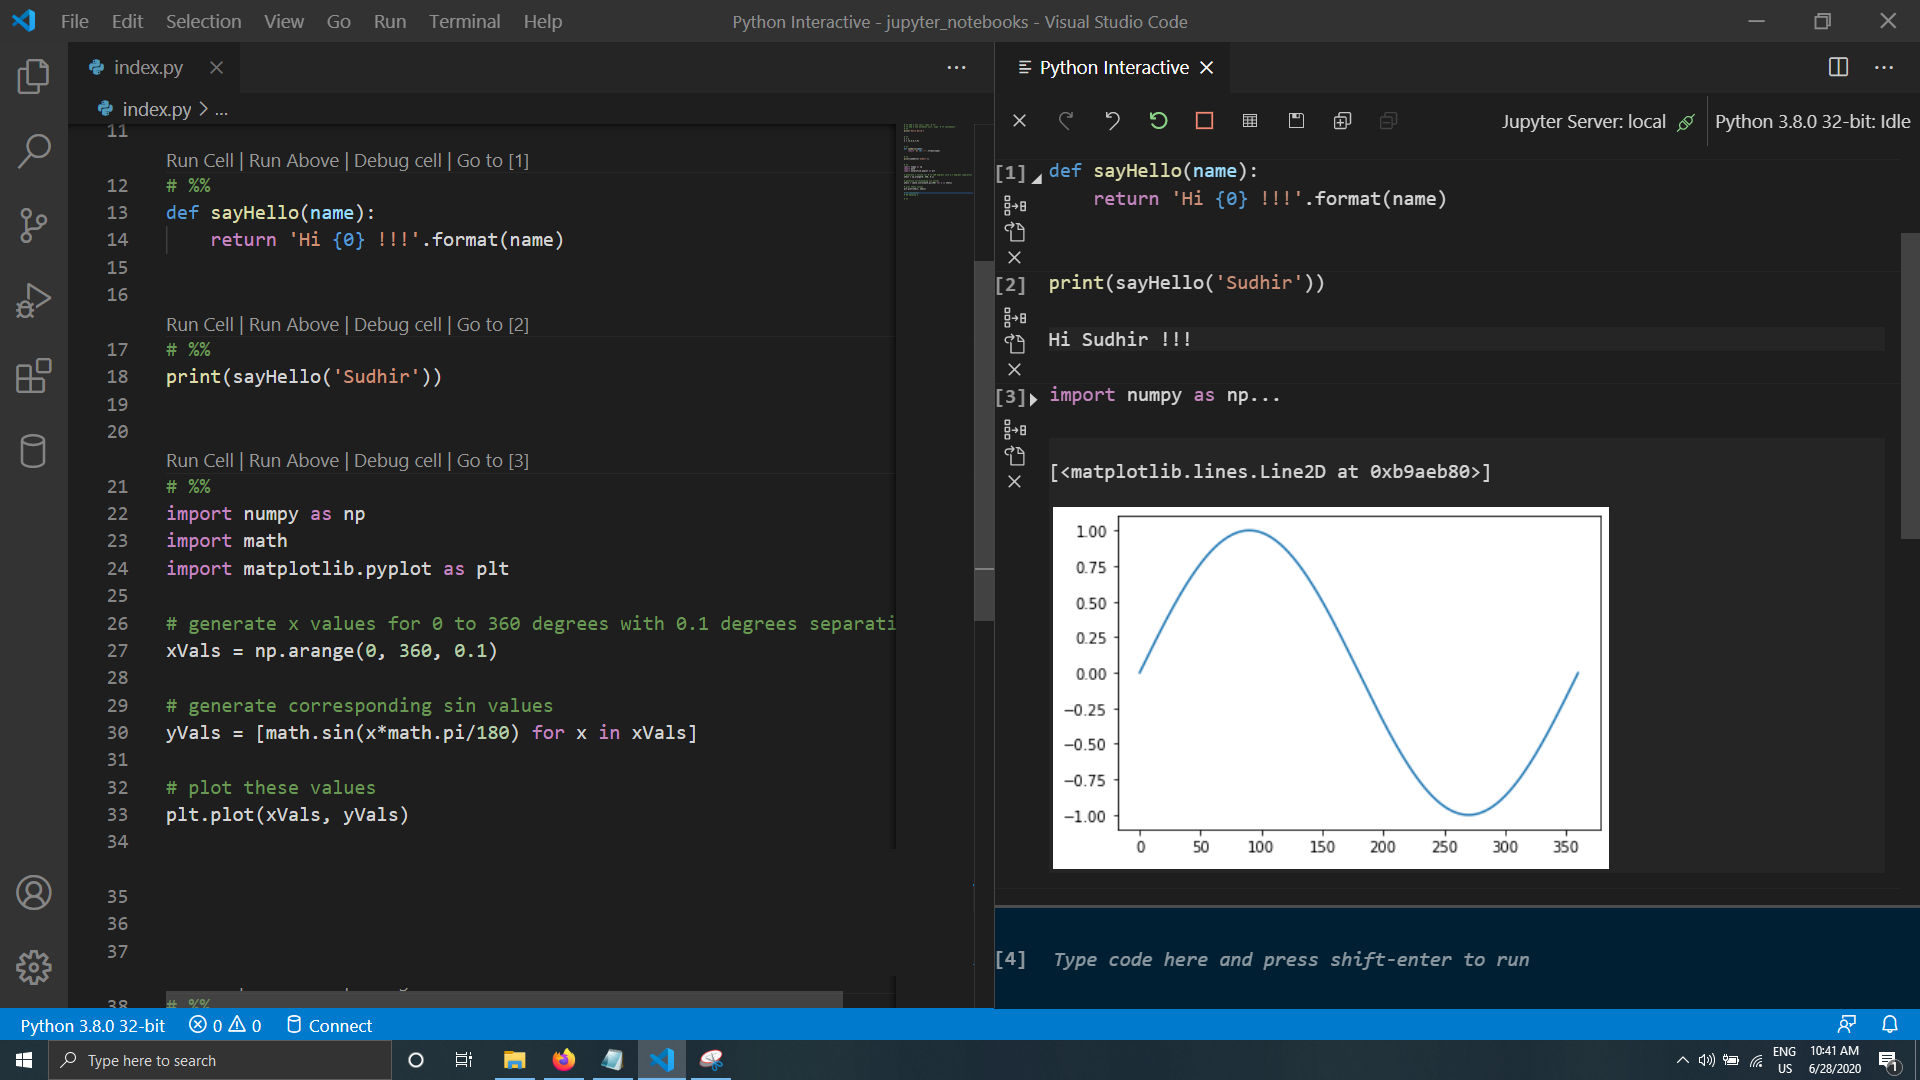 File Edit Selection View Go Run Terminal Help
Python Interactive - jupyter_notebooks - Visual Studio Code
index.py
index.py > ...
11
Run Cell | Run Above | Debug cell | Go to [1]
12 # %%
13 def sayHello(name):
14 return 'Hi {0} !!!'.format(name)
15
16
Run Cell | Run Above | Debug cell | Go to [2]
17 # %%
18 print(sayHello('Sudhir'))
19
20
Run Cell | Run Above | Debug cell | Go to [3]
21 # %%
22 import numpy as np
23 import math
24 import matplotlib.pyplot as plt
25
26 # generate x values for 0 to 360 degrees with 0.1 degrees separati
27 xVals = np.arange(0, 360, 0.1)
28
29 # generate corresponding sin values
30 yVals = [math.sin(x*math.pi/180) for x in xVals]
31
32 # plot these values
33 plt.plot(xVals, yVals)
34
35
36
37
38 # %%
Python Interactive
Jupyter Server: local
Python 3.8.0 32-bit: Idle
[1] def sayHello(name):
return 'Hi {0} !!!'.format(name)
[2] print(sayHello('Sudhir'))
Hi Sudhir !!!
[3] import numpy as np...
[<matplotlib.lines.Line2D at 0xb9aeb80>]
1.00
0.75
0.50
0.25
0.00
−0.25
−0.50
−0.75
−1.00
0 50 100 150 200 250 300 350
[4] Type code here and press shift-enter to run
Python 3.8.0 32-bit 0 0 Connect
Type here to search
ENG
US
10:41 AM
6/28/2020
1